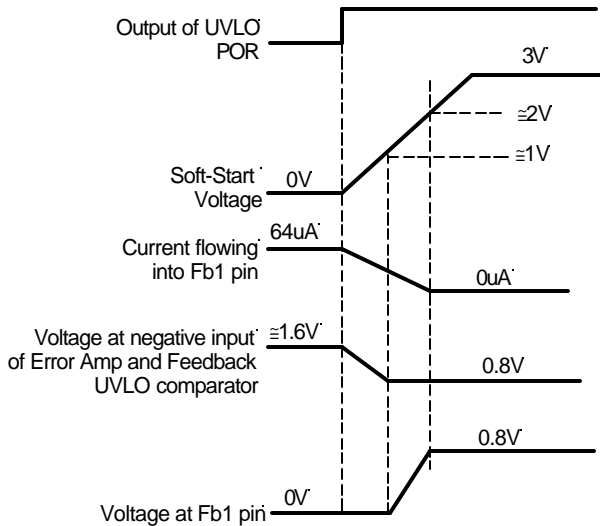 Output of UVLO
POR
3V
≅2V
≅1V
Soft-Start
Voltage
0V
64uA
Current flowing
into Fb1 pin
0uA
Voltage at negative input
of Error Amp and Feedback
UVLO comparator
≅1.6V
0.8V
0.8V
Voltage at Fb1 pin
0V